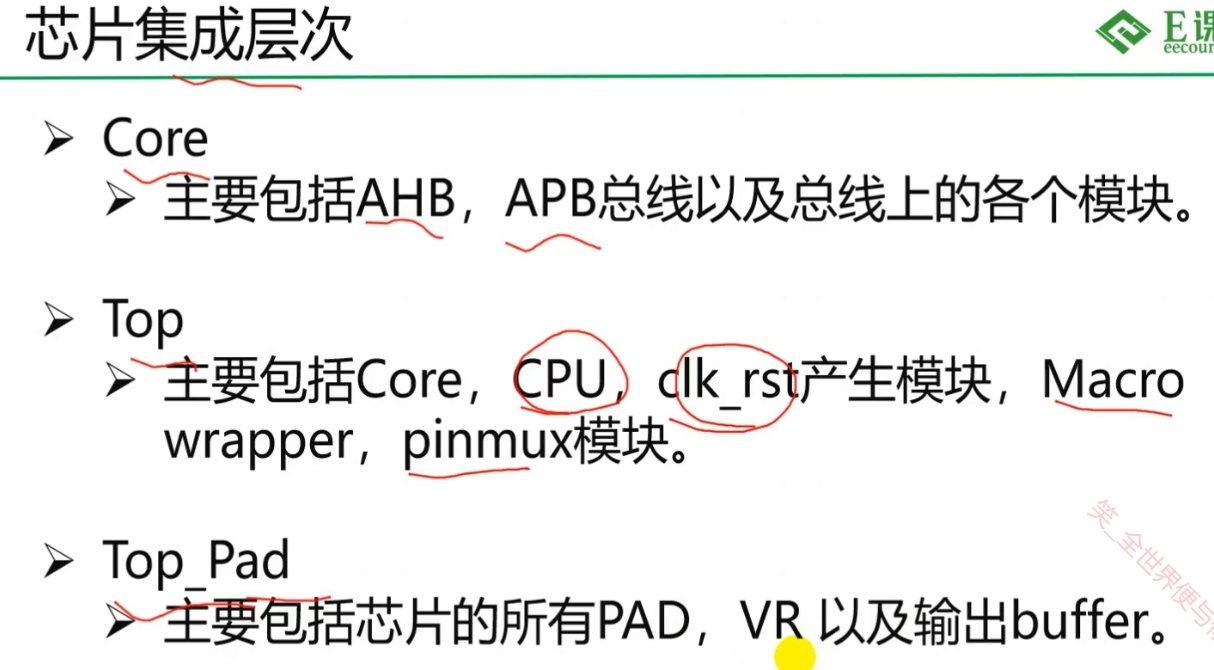 芯片集成层次
E课
eecour
Core
主要包括AHB，APB总线以及总线上的各个模块。
Top
主要包括Core，CPU，clk_rst产生模块，Macro
wrapper，pinmux模块。
Top_Pad
主要包括芯片的所有PAD，VR 以及输出buffer。
笑_全世界便与